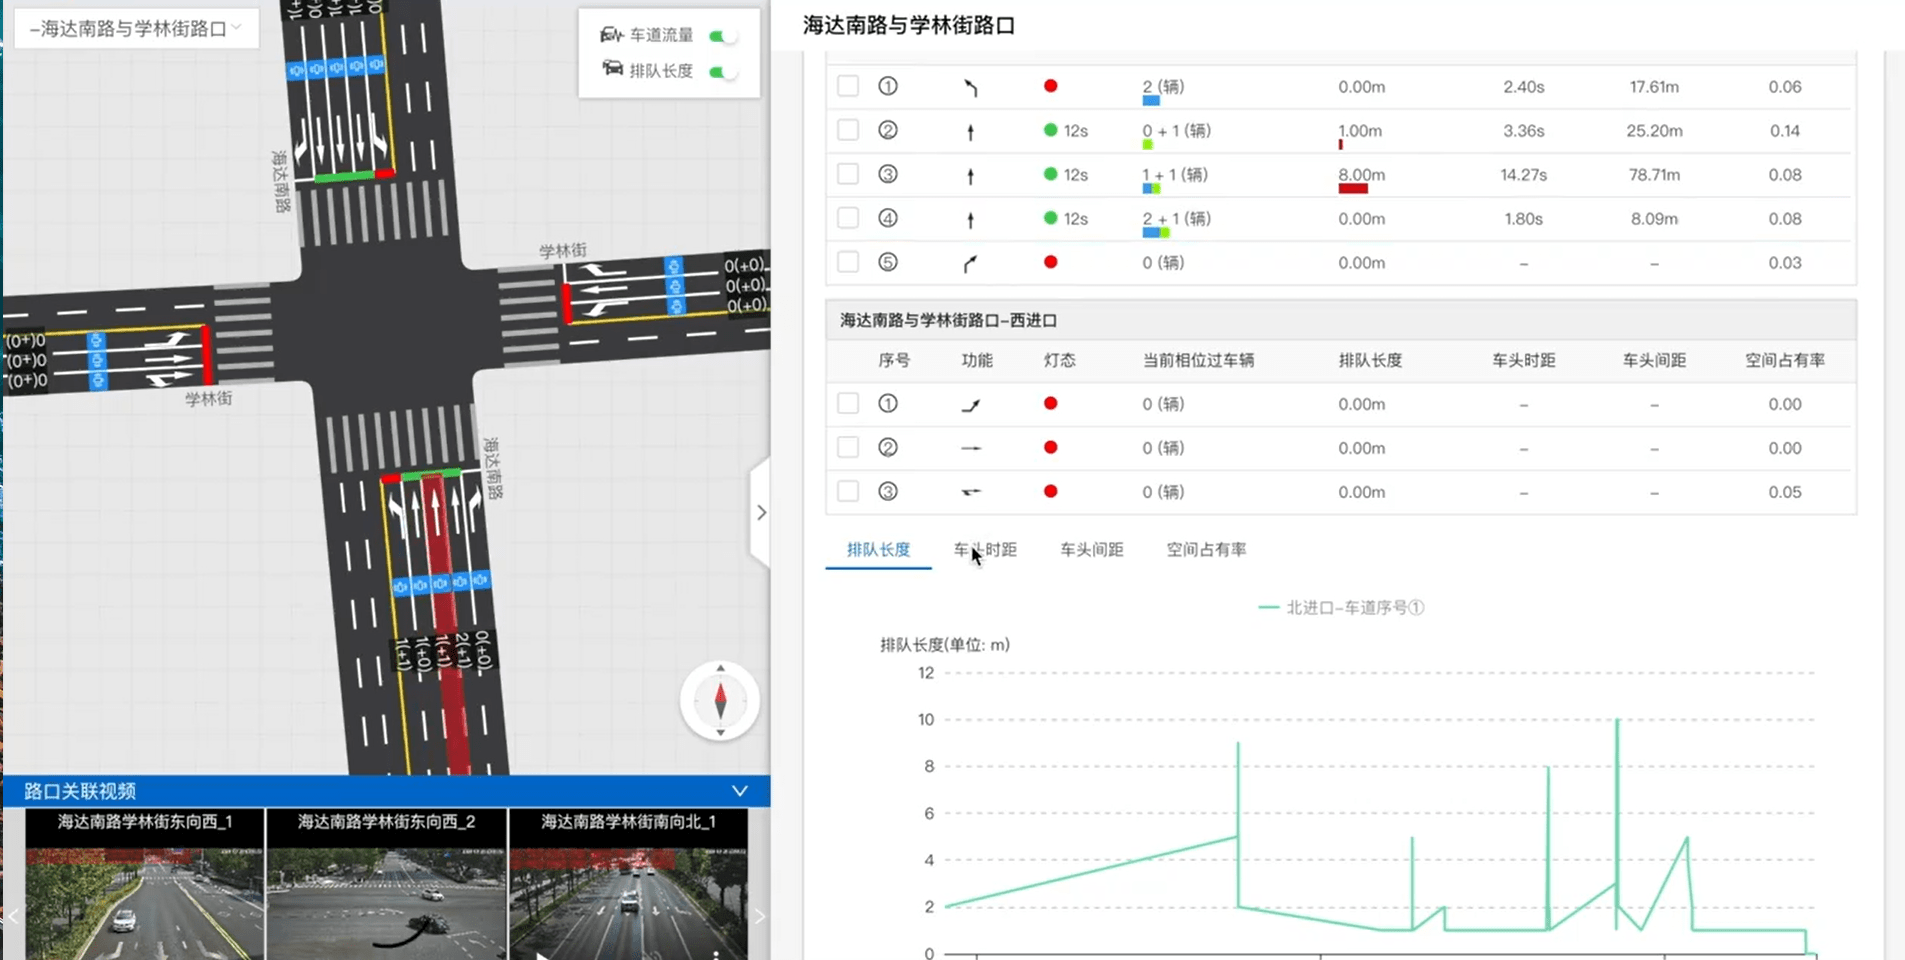 -海达南路与学林街路口
车道流量
排队长度
海达南路
学林街
0(+0)
0(+0)
0(+0)
0(+0)
0(+0)
0(+0)
学林街
海达南路
1(+1)
1(+0)
1(+1)
2(+1)
0(+0)
路口关联视频
海达南路学林街东向西_1
海达南路学林街东向西_2
海达南路学林街南向北_1
海达南路与学林街路口
① 2 (辆) 0.00m 2.40s 17.61m 0.06
② 12s 0 + 1 (辆) 1.00m 3.36s 25.20m 0.14
③ 12s 1 + 1 (辆) 8.00m 14.27s 78.71m 0.08
④ 12s 2 + 1 (辆) 0.00m 1.80s 8.09m 0.08
⑤ 0 (辆) 0.00m – – 0.03
海达南路与学林街路口-西进口
序号 功能 灯态 当前相位过车辆 排队长度 车头时距 车头间距 空间占有率
① 0 (辆) 0.00m – – 0.00
② 0 (辆) 0.00m – – 0.00
③ 0 (辆) 0.00m – – 0.05
排队长度 车头时距 车头间距 空间占有率
北进口-车道序号①
排队长度(单位: m)
12
10
8
6
4
2
0